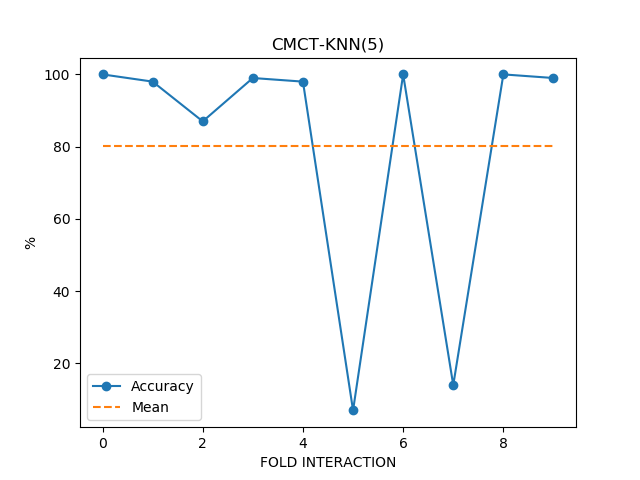 CMCT-KNN(5)
%
100
80
60
40
20
Accuracy
Mean
0 2 4 6 8
FOLD INTERACTION